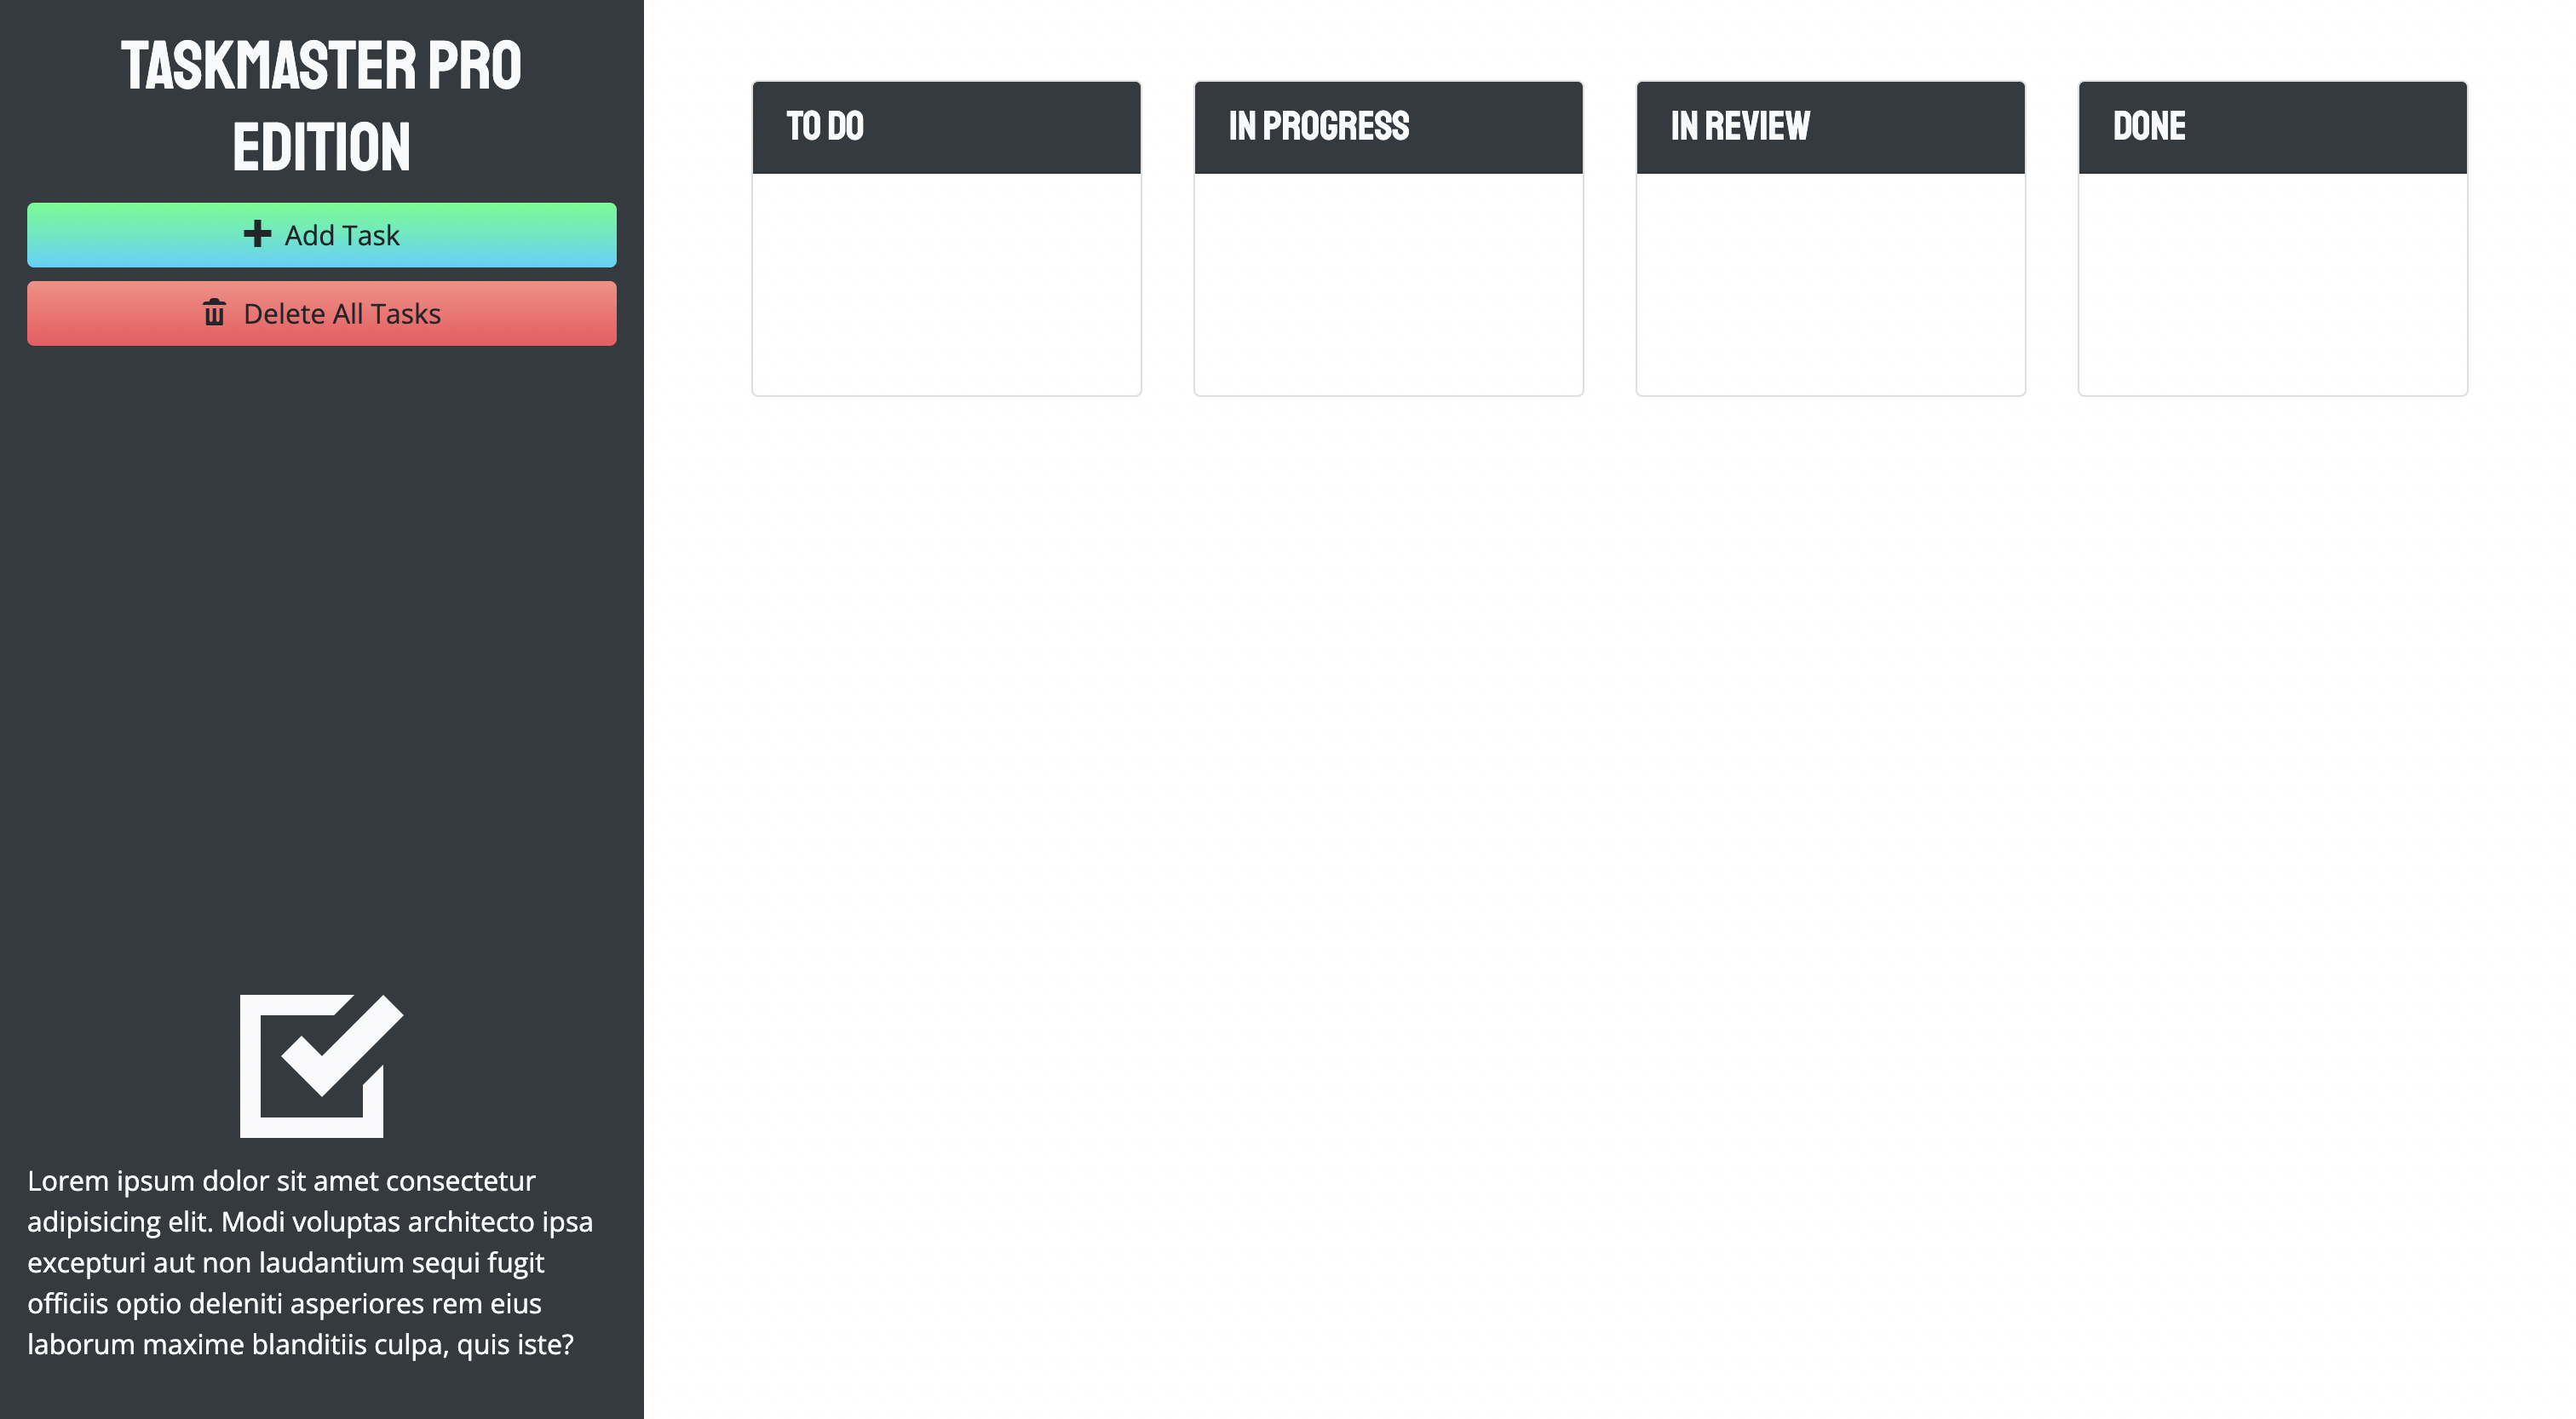 TASKMASTER PRO
EDITION
Add Task
Delete All Tasks
Lorem ipsum dolor sit amet consectetur
adipisicing elit. Modi voluptas architecto ipsa
excepturi aut non laudantium sequi fugit
officiis optio deleniti asperiores rem eius
laborum maxime blanditiis culpa, quis iste?
TO DO
IN PROGRESS
IN REVIEW
DONE